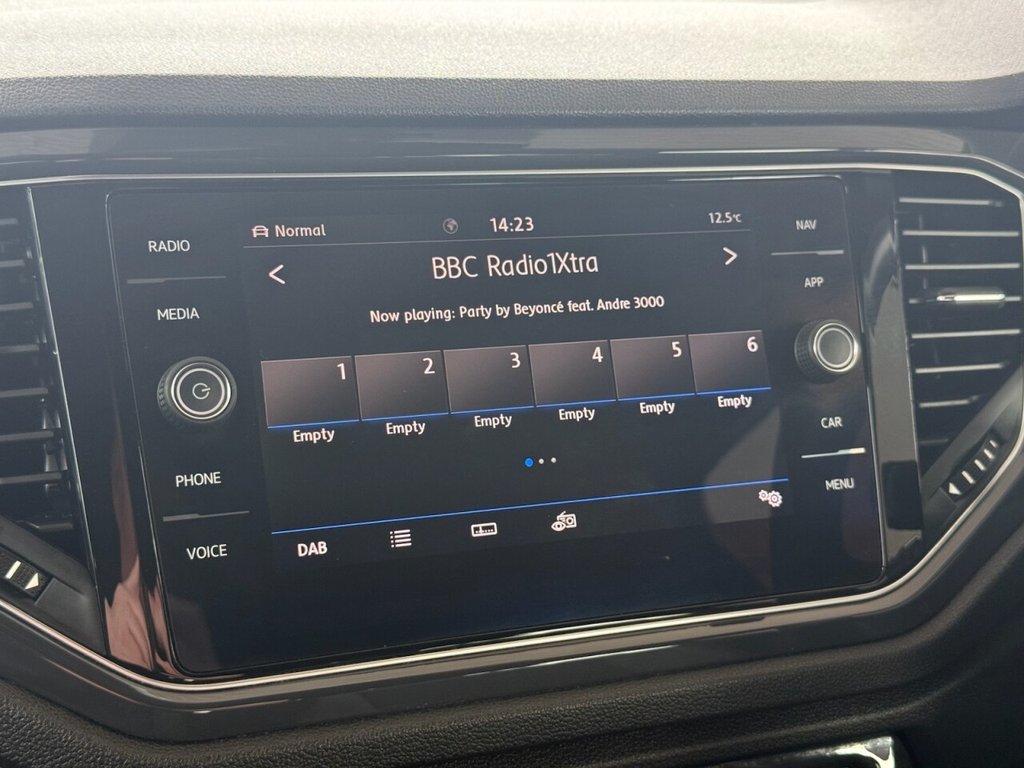 Normal 14:23 12.5°C
RADIO
MEDIA
PHONE
VOICE
BBC Radio1Xtra
Now playing: Party by Beyoncé feat. Andre 3000
1 2 3 4 5 6
Empty Empty Empty Empty Empty Empty
DAB
NAV
APP
CAR
MENU